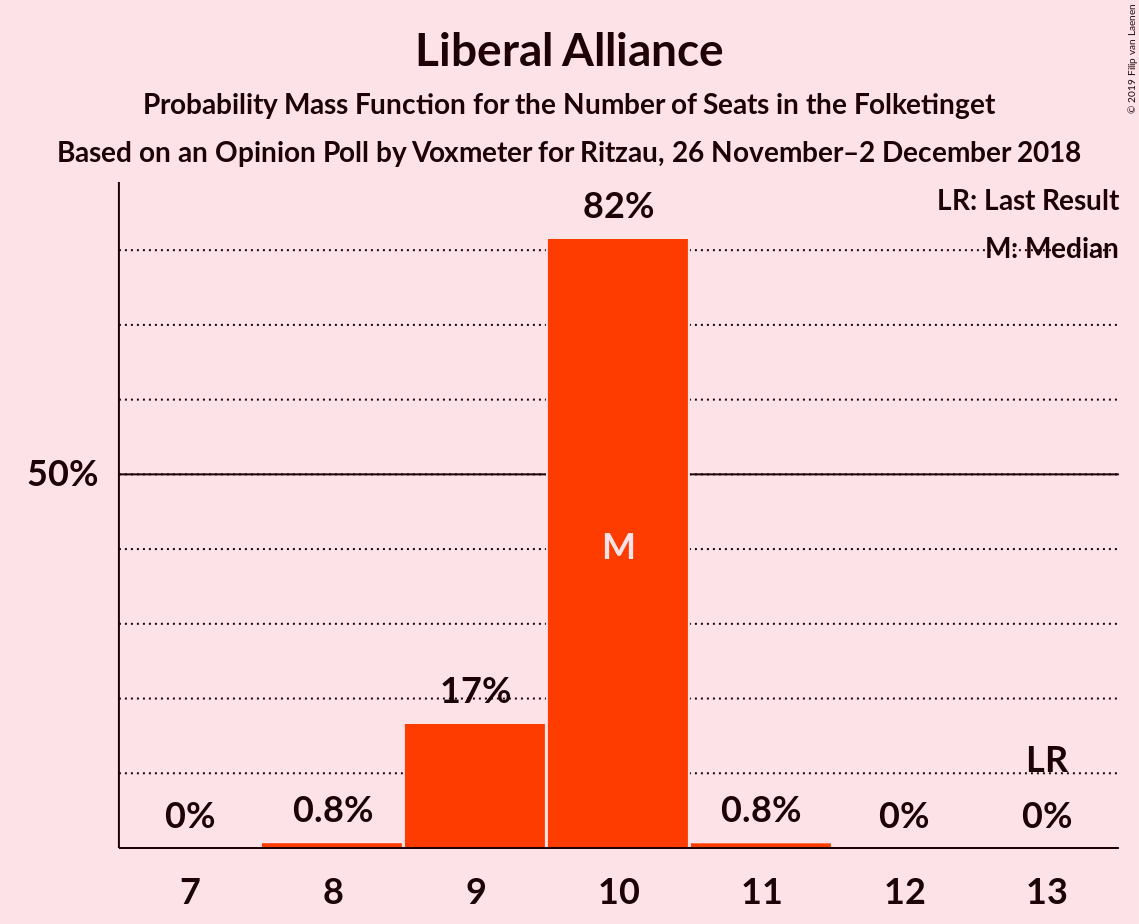 Liberal Alliance
Probability Mass Function for the Number of Seats in the Folketinget
Based on an Opinion Poll by Voxmeter for Ritzau, 26 November–2 December 2018
© 2019 Filip van Laenen
LR: Last Result
M: Median
82%
50%
M
17%
LR
0%
0.8%
0.8%
0%
0%
7
8
9
10
11
12
13